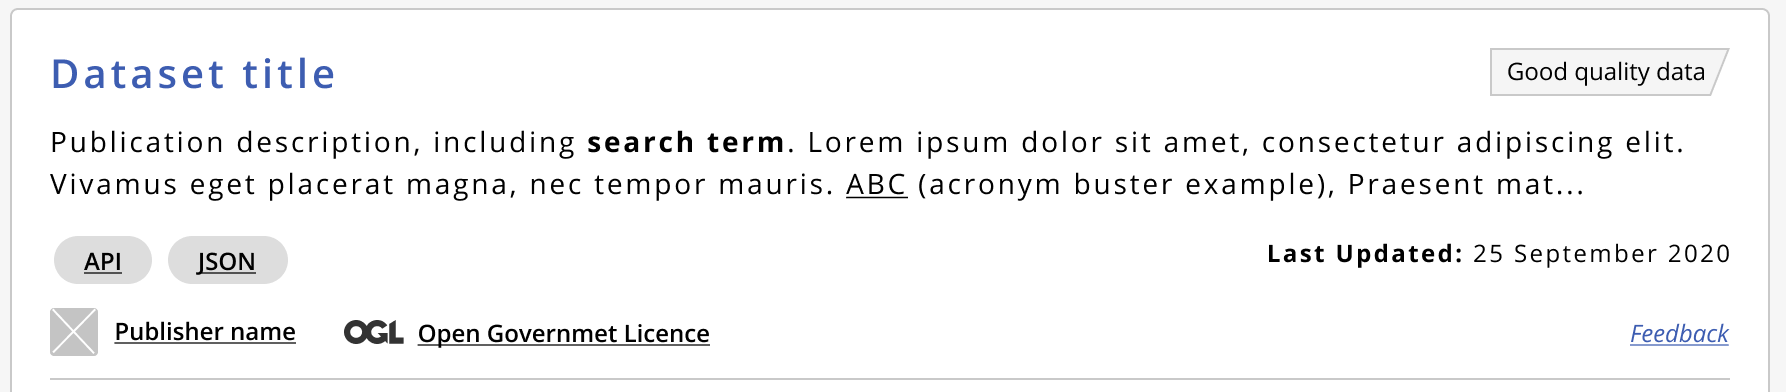 Dataset title
Good quality data
Publication description, including search term. Lorem ipsum dolor sit amet, consectetur adipiscing elit.
Vivamus eget placerat magna, nec tempor mauris. ABC (acronym buster example), Praesent mat...
API JSON
Last Updated: 25 September 2020
Publisher name OGL Open Governmet Licence
Feedback